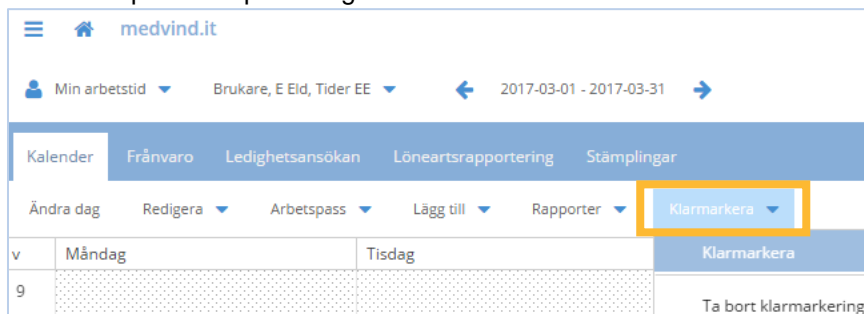 medvind.it
Min arbetstid Brukare, E Eld, Tider EE 2017-03-01 - 2017-03-31
Kalender Frånvaro Ledighetsansökan Löneartsrapportering Stämplingar
Ändra dag Redigera Arbetspass Lägg till Rapporter Klarmarkera
v Måndag Tisdag Klarmarkera
9 Ta bort klarmarkering